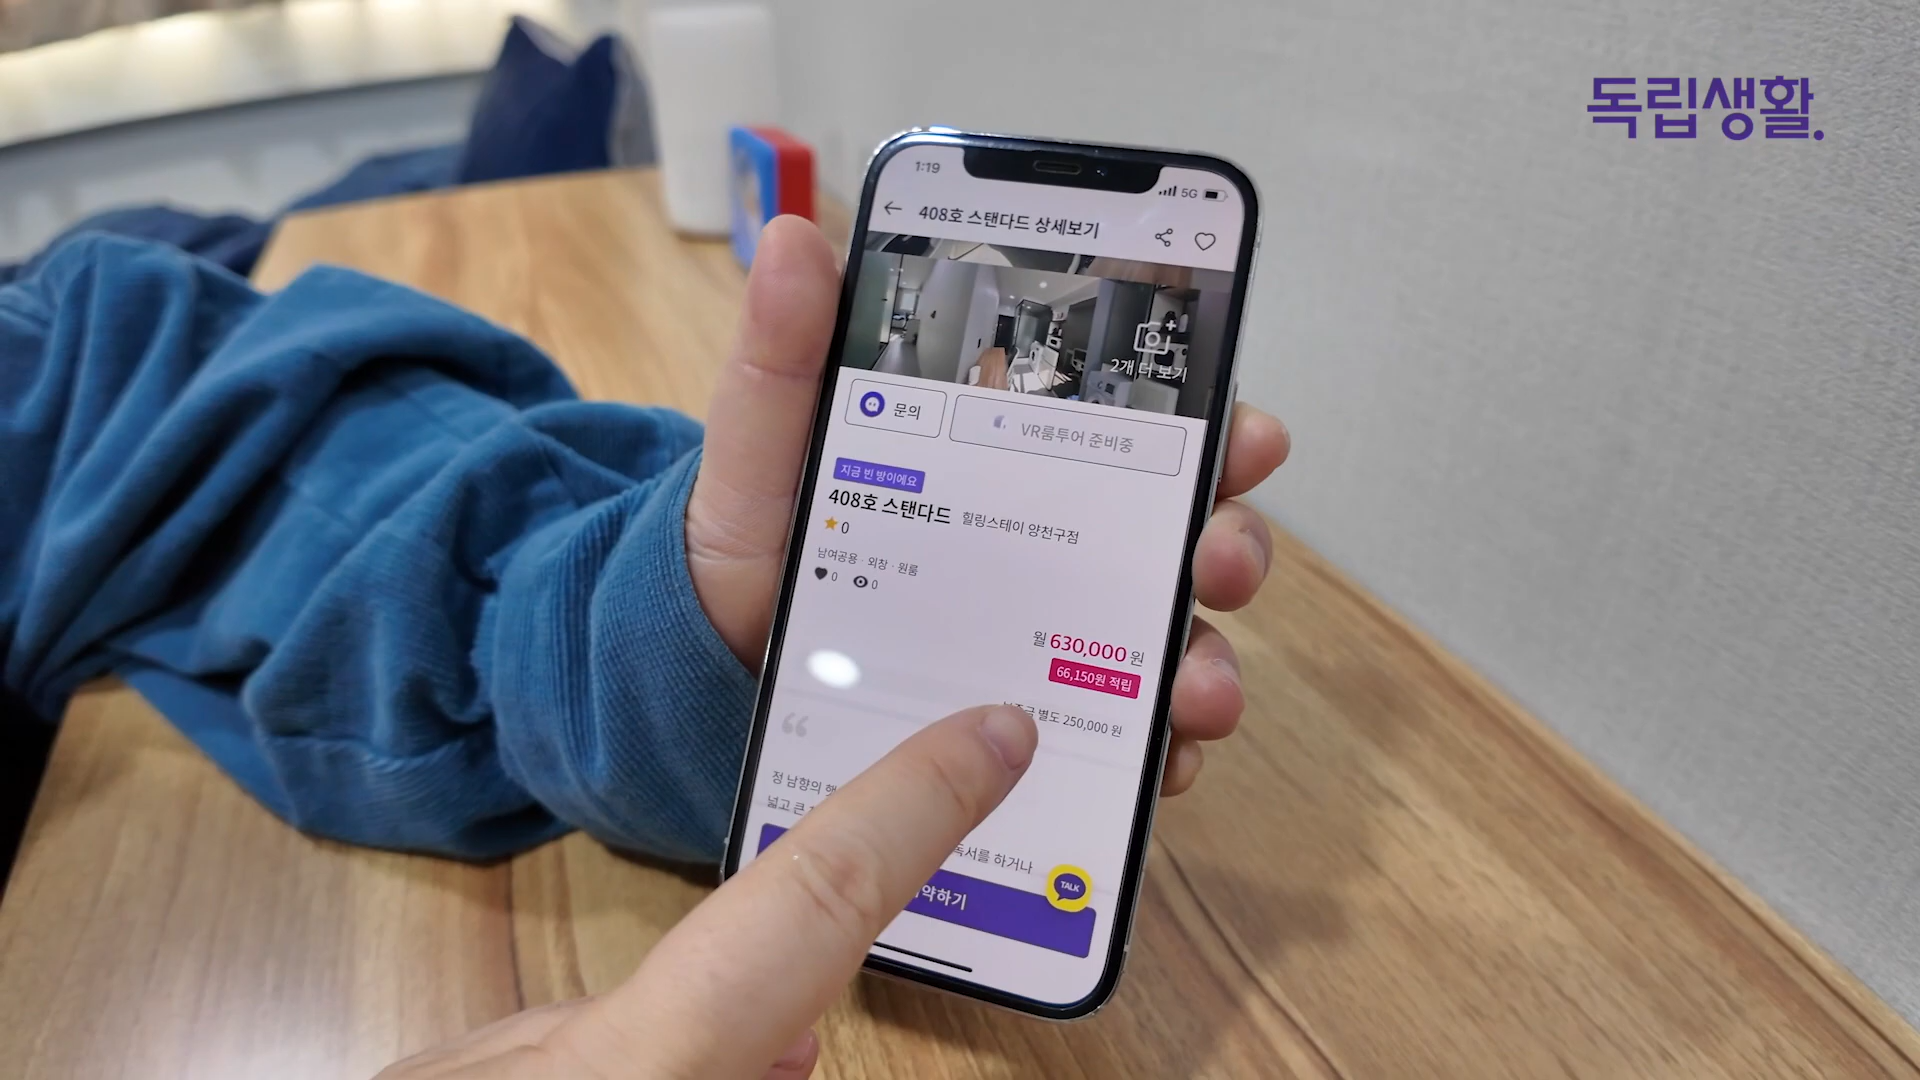 독립생활.
1:19
5G
408호 스탠다드 상세보기
2개 더 보기
문의
VR룸투어 준비중
지금 빈 방이에요
408호 스탠다드 힐링스테이 양천구점
0
남여공용 · 외창 · 원룸
0 0
월 630,000원
66,150원 적립
별도 250,000 원
정 남향의
넓고 큰
독서를 하거나
TALK
약하기